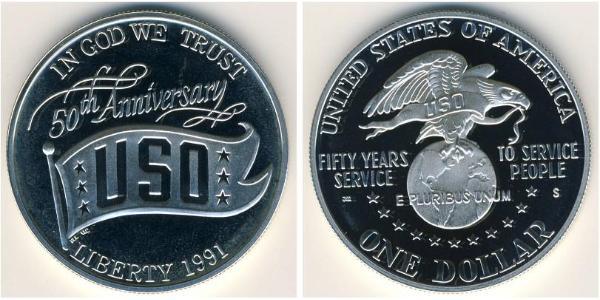 IN GOD WE TRUST
50th Anniversary
USO
LIBERTY 1991
UNITED STATES OF AMERICA
USO
FIFTY YEARS
SERVICE
TO SERVICE
PEOPLE
E PLURIBUS UNUM
S
ONE DOLLAR